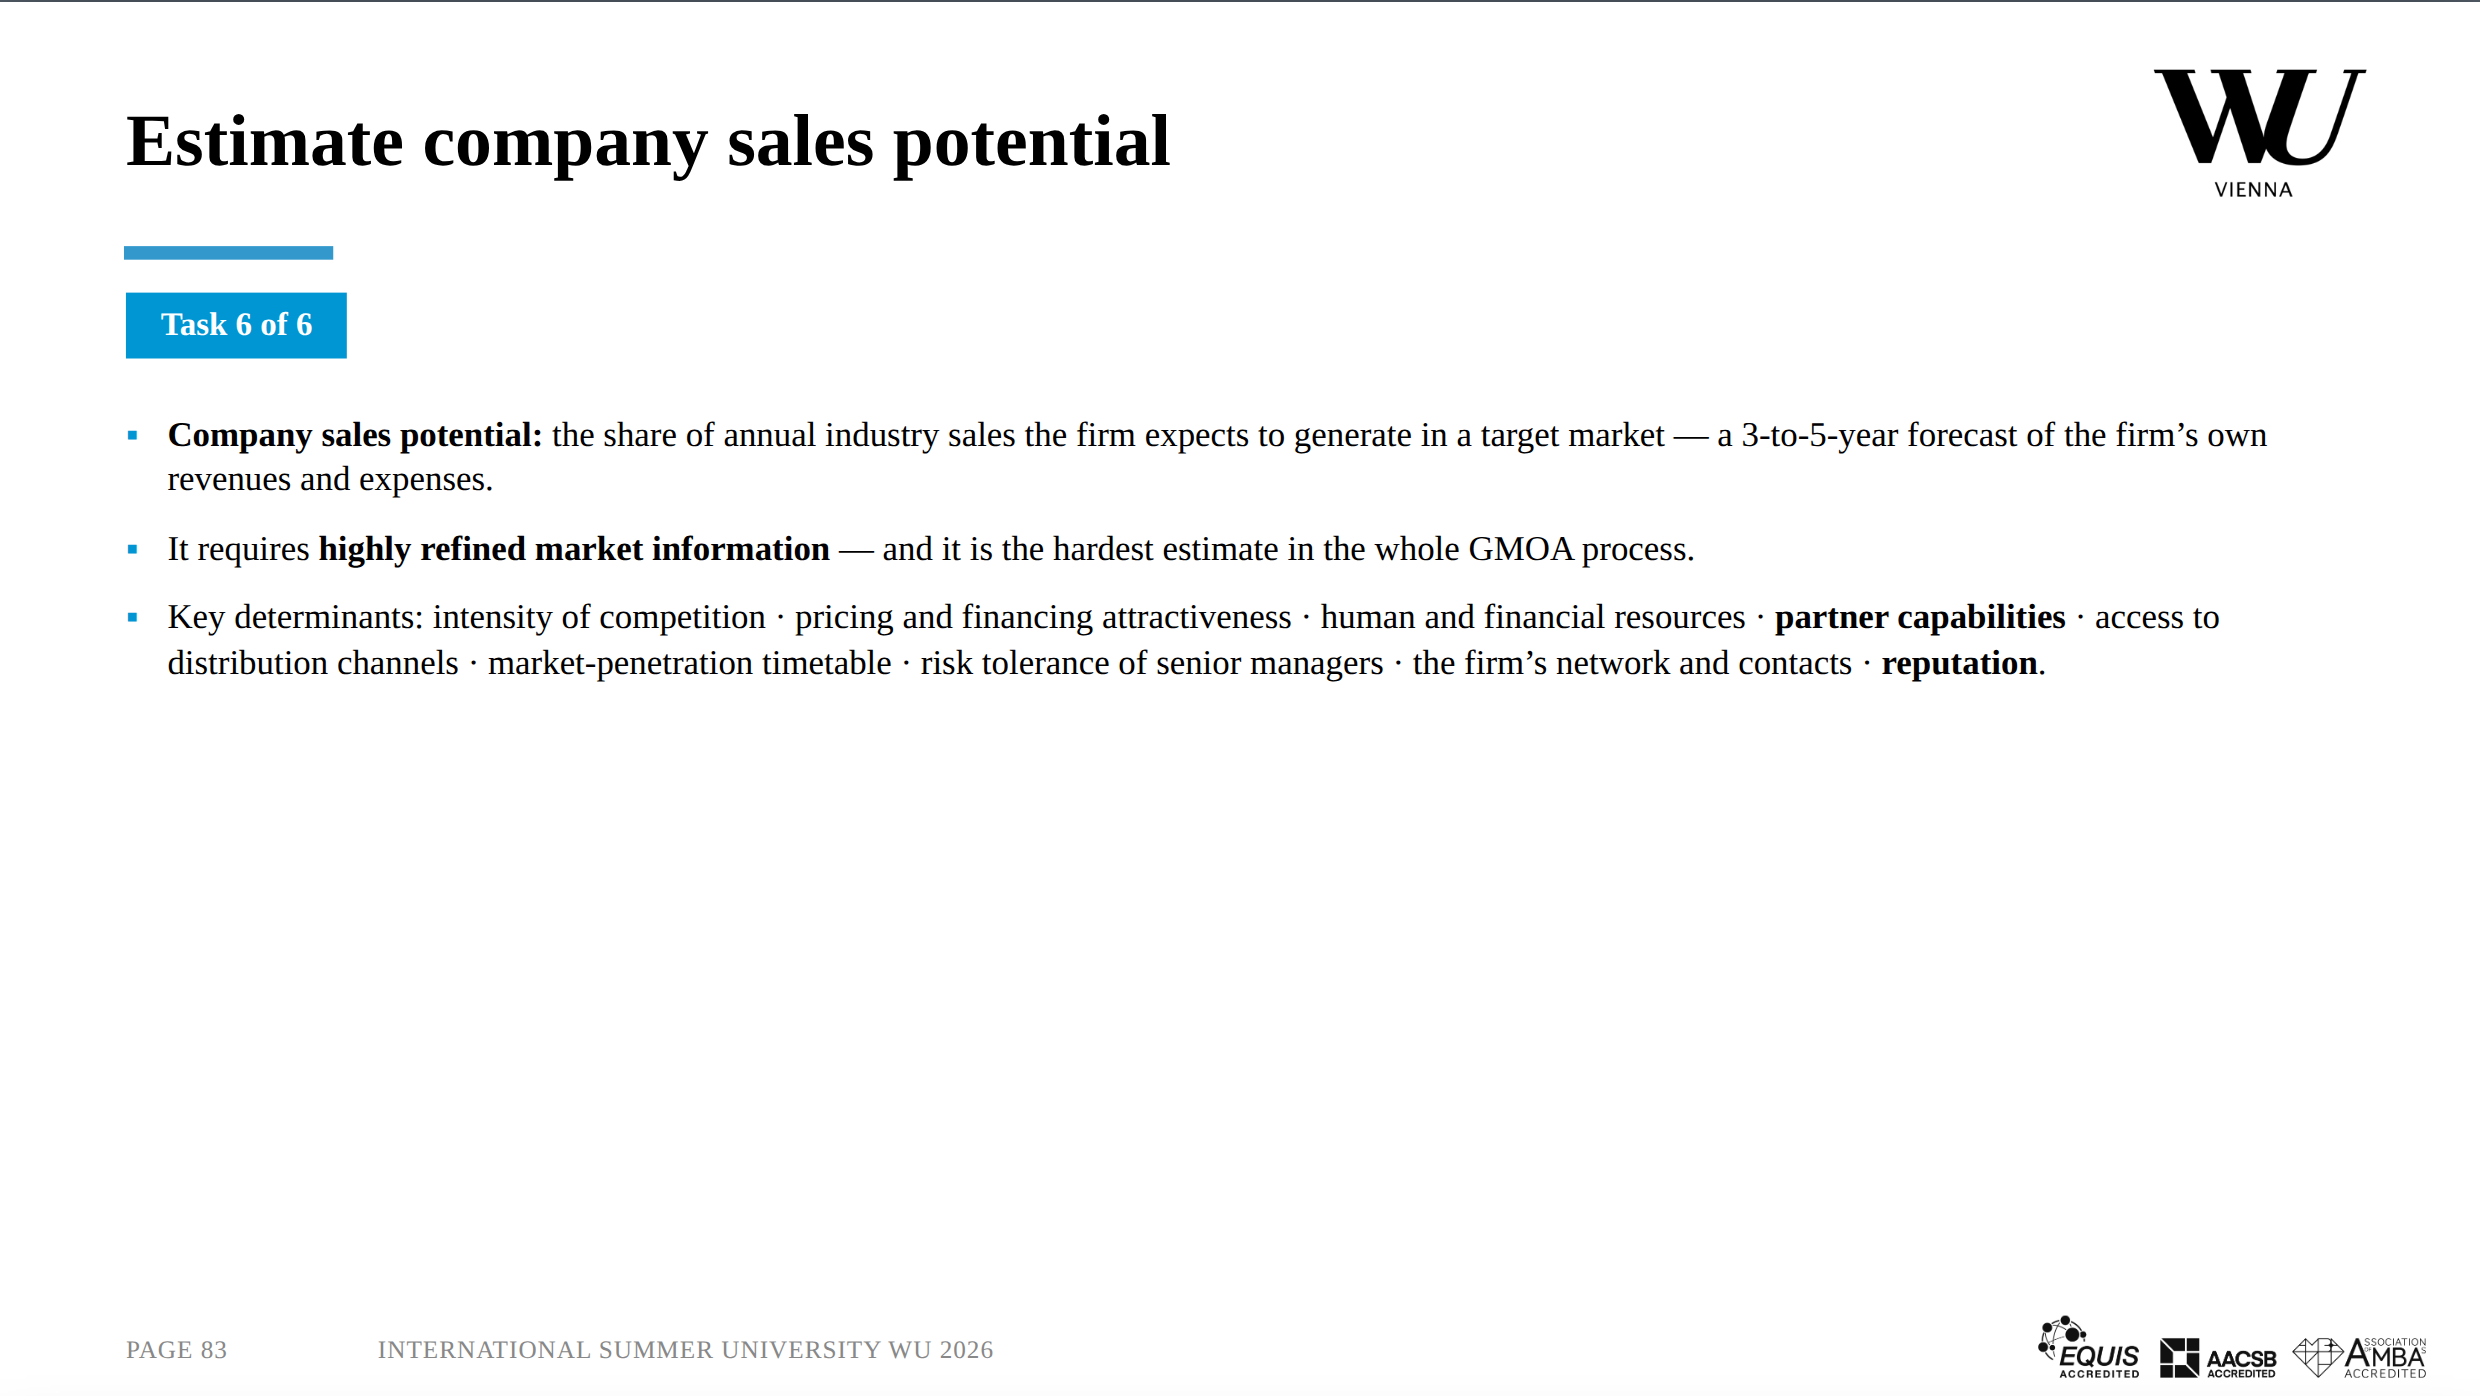 Estimate company sales potential
WU
VIENNA
Task 6 of 6
▪ Company sales potential: the share of annual industry sales the firm expects to generate in a target market — a 3-to-5-year forecast of the firm’s own
revenues and expenses.
▪ It requires highly refined market information — and it is the hardest estimate in the whole GMOA process.
▪ Key determinants: intensity of competition · pricing and financing attractiveness · human and financial resources · partner capabilities · access to
distribution channels · market-penetration timetable · risk tolerance of senior managers · the firm’s network and contacts · reputation.
PAGE 83 INTERNATIONAL SUMMER UNIVERSITY WU 2026
EQUIS
ACCREDITED
AACSB
ACCREDITED
ASSOCIATION
OF
AMBAS
ACCREDITED